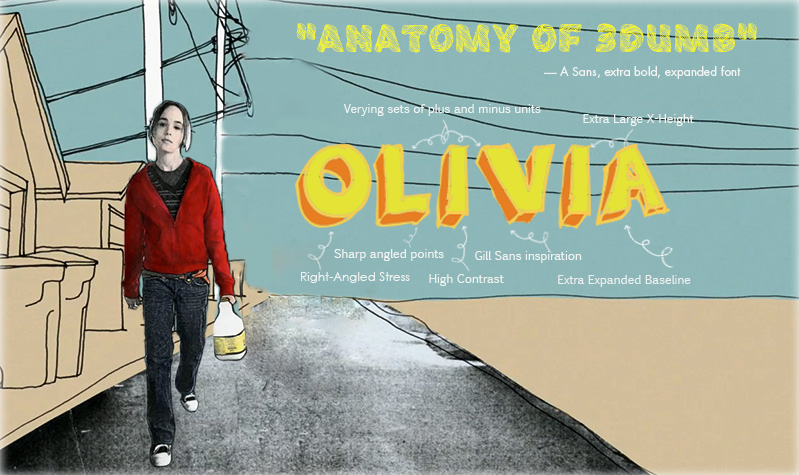 "ANATOMY OF 3DUMB"
— A Sans, extra bold, expanded font
Verying sets of plus and minus units
Extra Large X-Height
OLIVIA
Sharp angled points
Gill Sans inspiration
Right-Angled Stress
High Contrast
Extra Expanded Baseline